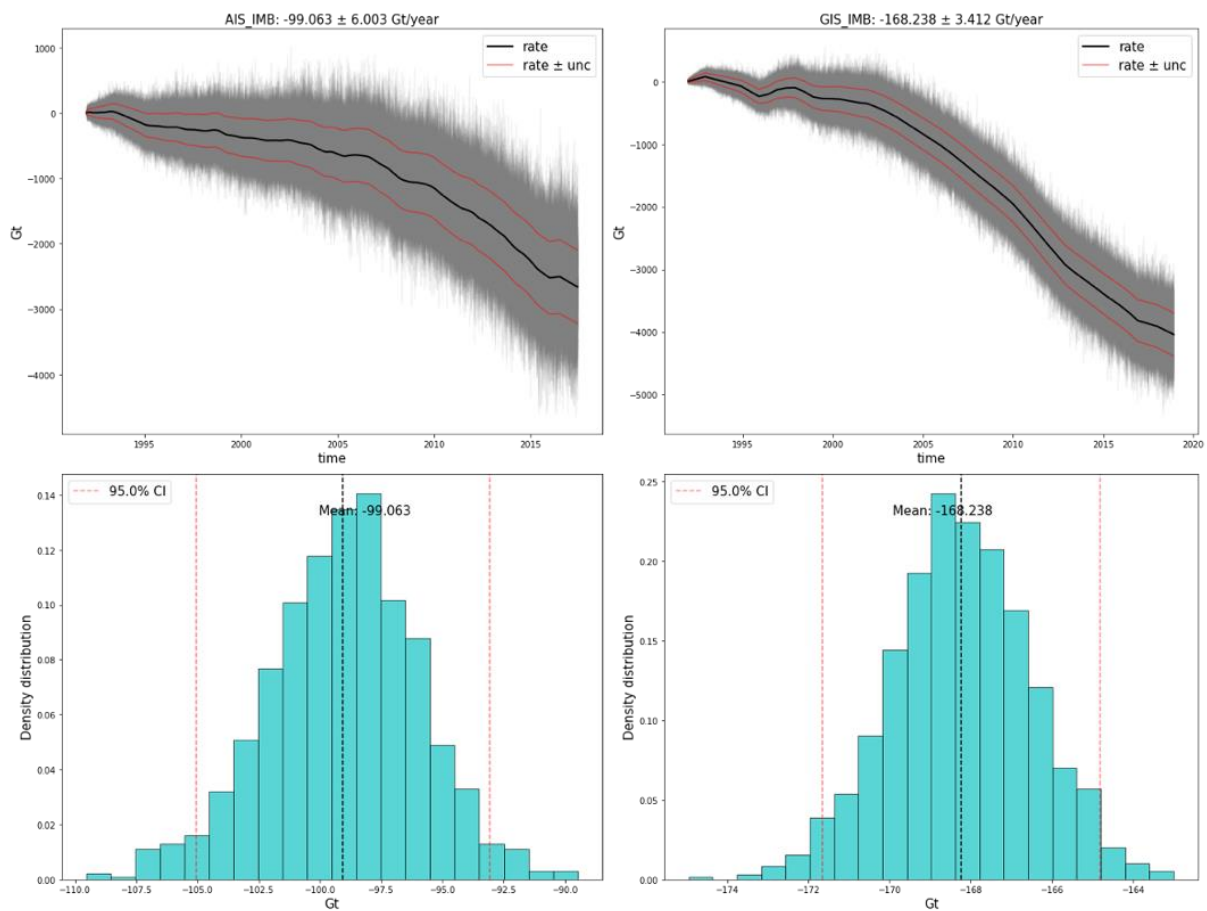 AIS_IMB: -99.063 ± 6.003 Gt/year
rate
rate ± unc
1000
0
−1000
−2000
−3000
−4000
Gt
1995
2000
2005
2010
2015
time
GIS_IMB: -168.238 ± 3.412 Gt/year
rate
rate ± unc
0
−1000
−2000
−3000
−4000
−5000
Gt
1995
2000
2005
2010
2015
2020
time
95.0% CI
Mean: -99.063
0.14
0.12
0.10
0.08
0.06
0.04
0.02
0.00
Density distribution
−110.0
−107.5
−105.0
−102.5
−100.0
−97.5
−95.0
−92.5
−90.0
Gt
95.0% CI
Mean: -168.238
0.25
0.20
0.15
0.10
0.05
0.00
Density distribution
−174
−172
−170
−168
−166
−164
Gt